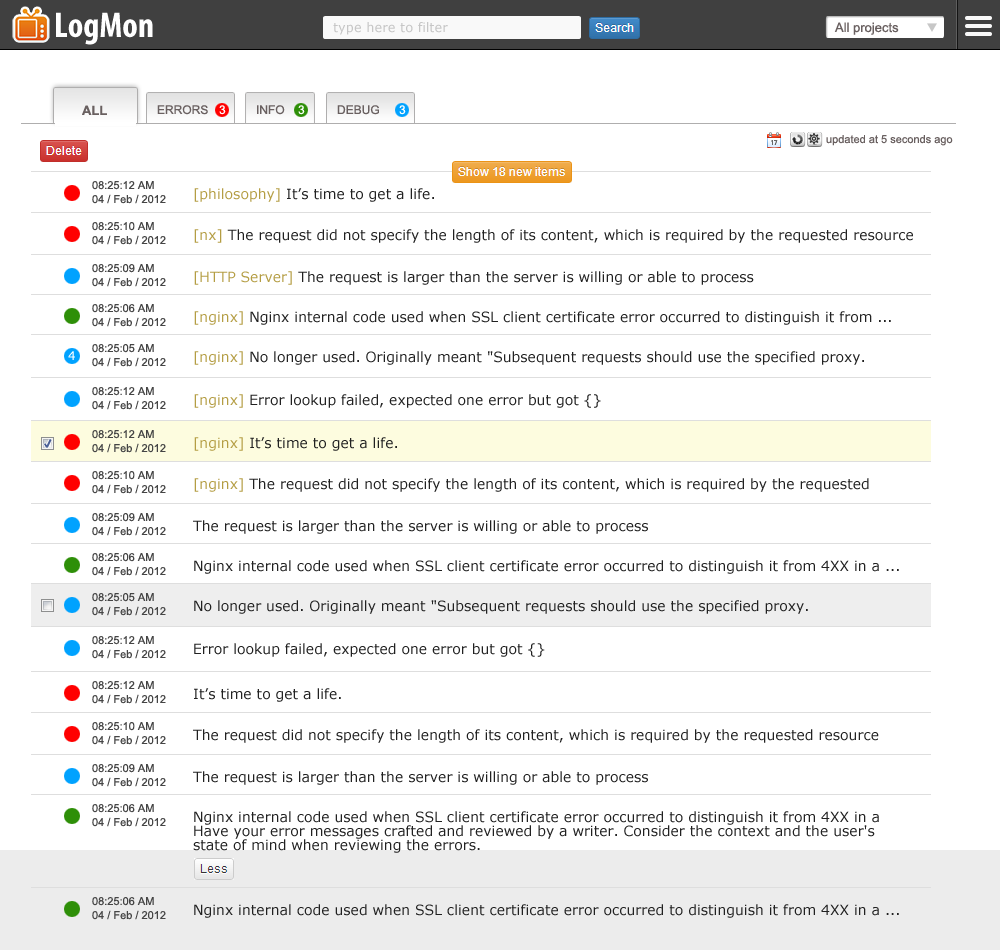 LogMon
type here to filter
Search
All projects
ALL
ERRORS 3
INFO 3
DEBUG 3
Delete
17
updated at 5 seconds ago
Show 18 new items
08:25:12 AM
04 / Feb / 2012
[philosophy] It’s time to get a life.
08:25:10 AM
04 / Feb / 2012
[nx] The request did not specify the length of its content, which is required by the requested resource
08:25:09 AM
04 / Feb / 2012
[HTTP Server] The request is larger than the server is willing or able to process
08:25:06 AM
04 / Feb / 2012
[nginx] Nginx internal code used when SSL client certificate error occurred to distinguish it from ...
4
08:25:05 AM
04 / Feb / 2012
[nginx] No longer used. Originally meant "Subsequent requests should use the specified proxy.
08:25:12 AM
04 / Feb / 2012
[nginx] Error lookup failed, expected one error but got {}
08:25:12 AM
04 / Feb / 2012
[nginx] It’s time to get a life.
08:25:10 AM
04 / Feb / 2012
[nginx] The request did not specify the length of its content, which is required by the requested
08:25:09 AM
04 / Feb / 2012
The request is larger than the server is willing or able to process
08:25:06 AM
04 / Feb / 2012
Nginx internal code used when SSL client certificate error occurred to distinguish it from 4XX in a ...
08:25:05 AM
04 / Feb / 2012
No longer used. Originally meant "Subsequent requests should use the specified proxy.
08:25:12 AM
04 / Feb / 2012
Error lookup failed, expected one error but got {}
08:25:12 AM
04 / Feb / 2012
It’s time to get a life.
08:25:10 AM
04 / Feb / 2012
The request did not specify the length of its content, which is required by the requested resource
08:25:09 AM
04 / Feb / 2012
The request is larger than the server is willing or able to process
08:25:06 AM
04 / Feb / 2012
Nginx internal code used when SSL client certificate error occurred to distinguish it from 4XX in a
Have your error messages crafted and reviewed by a writer. Consider the context and the user's
state of mind when reviewing the errors.
Less
08:25:06 AM
04 / Feb / 2012
Nginx internal code used when SSL client certificate error occurred to distinguish it from 4XX in a ...